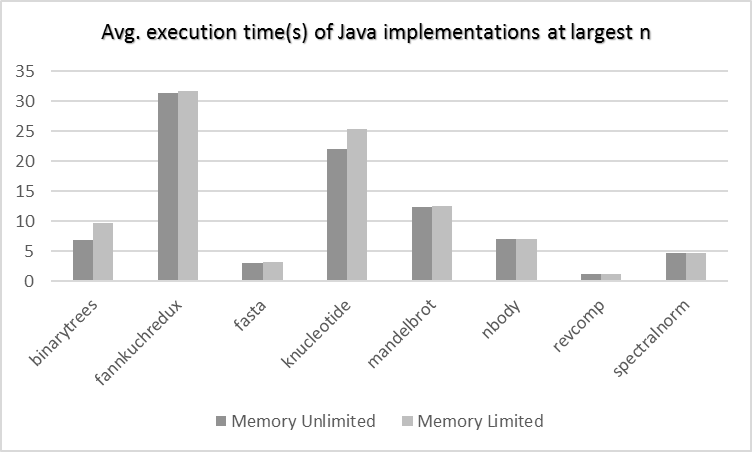 Avg. execution time(s) of Java implementations at largest n
35
30
25
20
15
10
5
0
binarytrees
fannkuchredux
fasta
knucleotide
mandelbrot
nbody
revcomp
spectralnorm
Memory Unlimited
Memory Limited